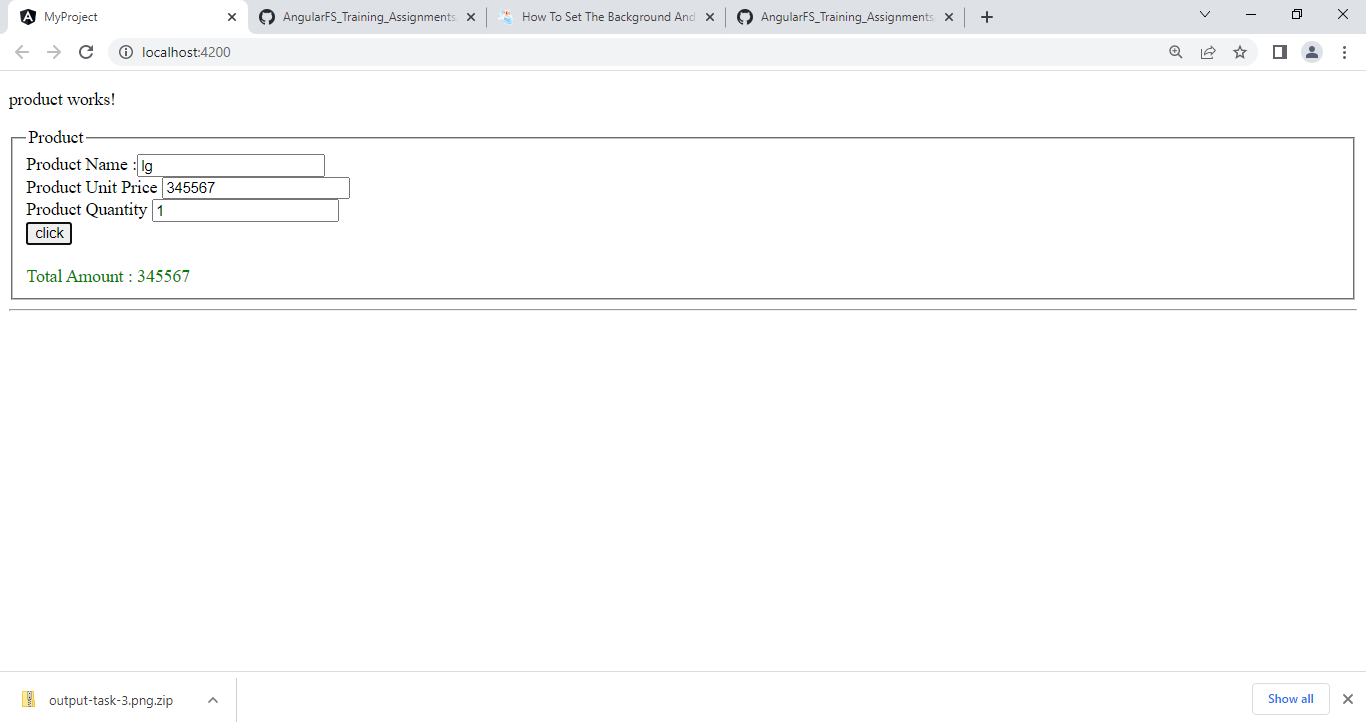 MyProject
AngularFS_Training_Assignments
How To Set The Background And
AngularFS_Training_Assignments
localhost:4200
product works!
Product
Product Name : lg
Product Unit Price 345567
Product Quantity 1
click
Total Amount : 345567
output-task-3.png.zip
Show all